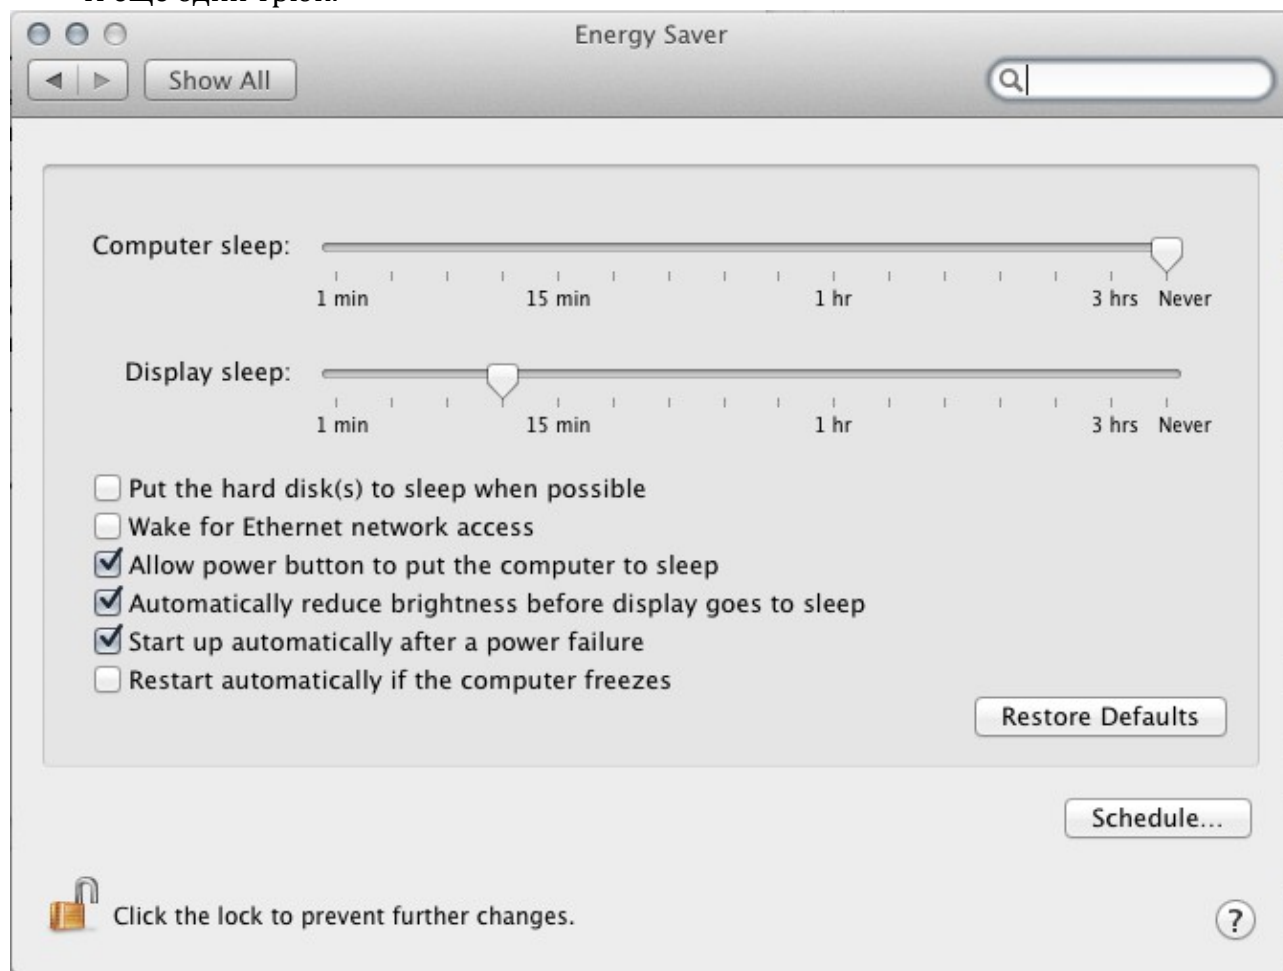 И еще один трюк.
Energy Saver
Show All
Computer sleep:
1 min 15 min 1 hr 3 hrs Never
Display sleep:
1 min 15 min 1 hr 3 hrs Never
Put the hard disk(s) to sleep when possible
Wake for Ethernet network access
Allow power button to put the computer to sleep
Automatically reduce brightness before display goes to sleep
Start up automatically after a power failure
Restart automatically if the computer freezes
Restore Defaults
Schedule...
Click the lock to prevent further changes.
?